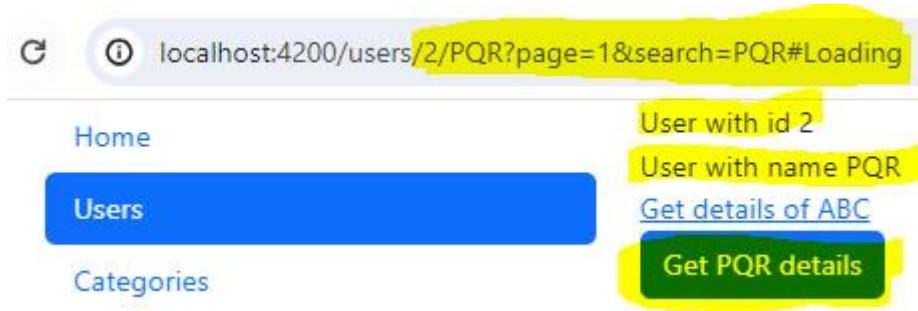 localhost:4200/users/2/PQR?page=1&search=PQR#Loading
Home
Users
Categories
User with id 2
User with name PQR
Get details of ABC
Get PQR details